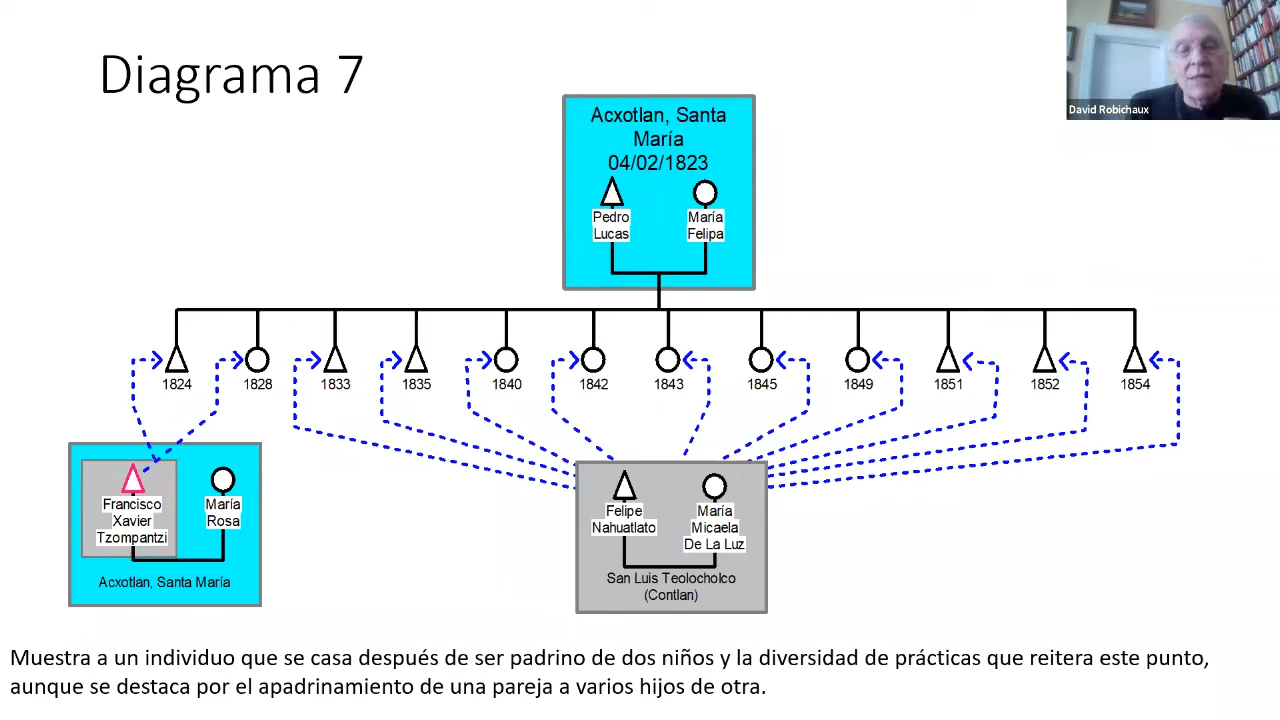 Diagrama 7
David Robichaux
Acxotlan, Santa
María
04/02/1823
Pedro
Lucas
María
Felipa
1824
1828
1833
1835
1840
1842
1843
1845
1849
1851
1852
1854
Francisco
Xavier
Tzompantzi
María
Rosa
Acxotlan, Santa María
Felipe
Nahuatlato
María
Micaela
De La Luz
San Luis Teolocholco
(Contlan)
Muestra a un individuo que se casa después de ser padrino de dos niños y la diversidad de prácticas que reitera este punto,
aunque se destaca por el apadrinamiento de una pareja a varios hijos de otra.